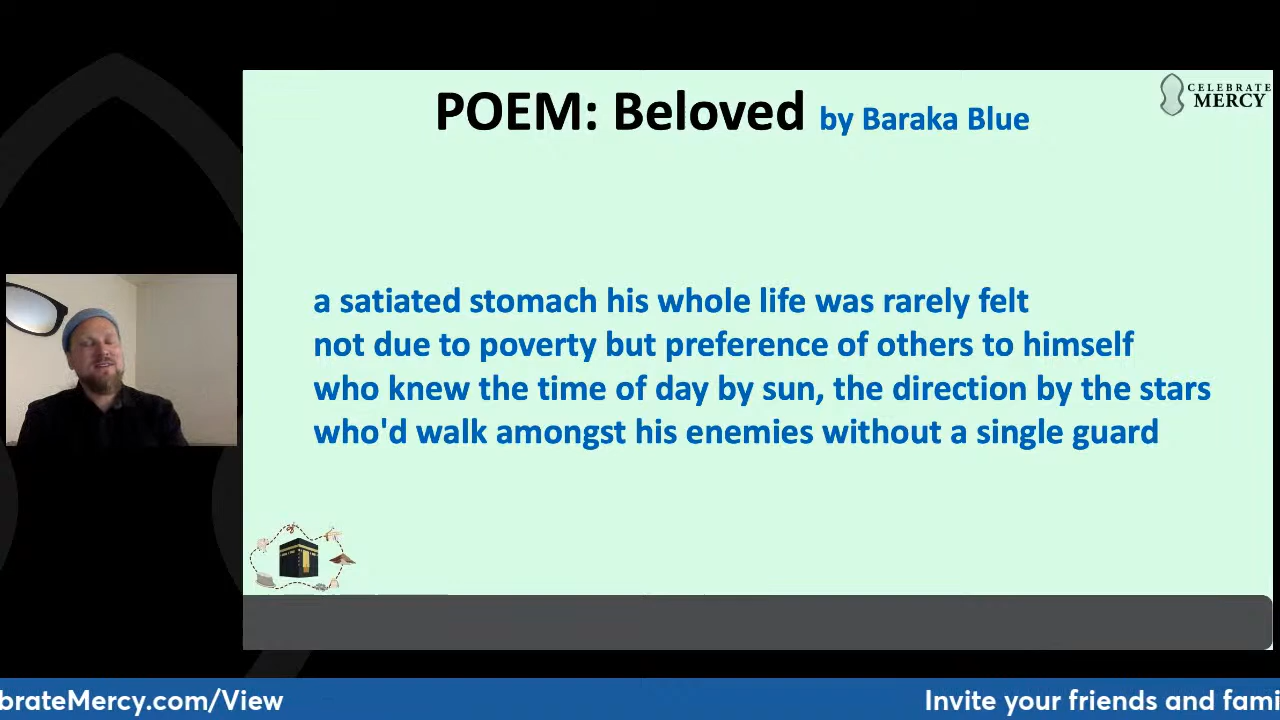 POEM: Beloved by Baraka Blue
CELEBRATE
MERCY
a satiated stomach his whole life was rarely felt
not due to poverty but preference of others to himself
who knew the time of day by sun, the direction by the stars
who'd walk amongst his enemies without a single guard
brateMercy.com/View
Invite your friends and fami